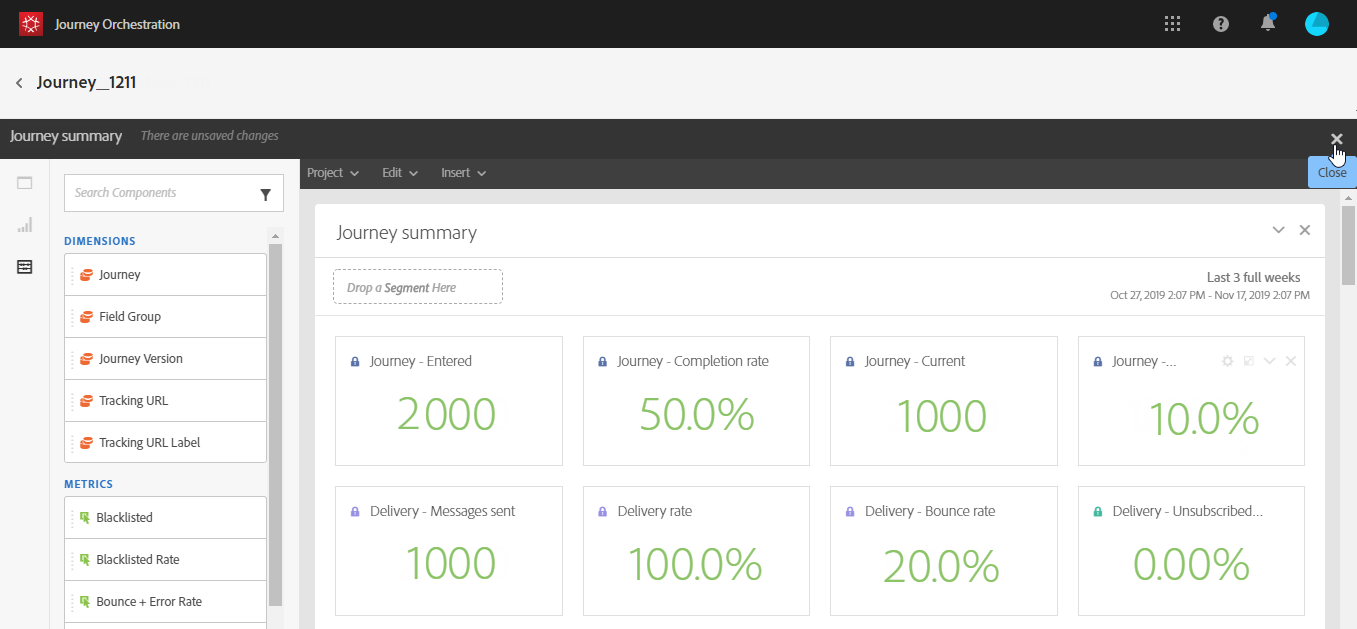 Journey Orchestration
Journey__1211
Journey summary There are unsaved changes
Close
Project Edit Insert
Search Components
DIMENSIONS
Journey
Field Group
Journey Version
Tracking URL
Tracking URL Label
METRICS
Blacklisted
Blacklisted Rate
Bounce + Error Rate
Journey summary
Drop a Segment Here
Last 3 full weeks
Oct 27, 2019 2:07 PM - Nov 17, 2019 2:07 PM
Journey - Entered
2000
Journey - Completion rate
50.0%
Journey - Current
1000
Journey -...
10.0%
Delivery - Messages sent
1000
Delivery rate
100.0%
Delivery - Bounce rate
20.0%
Delivery - Unsubscribed...
0.00%